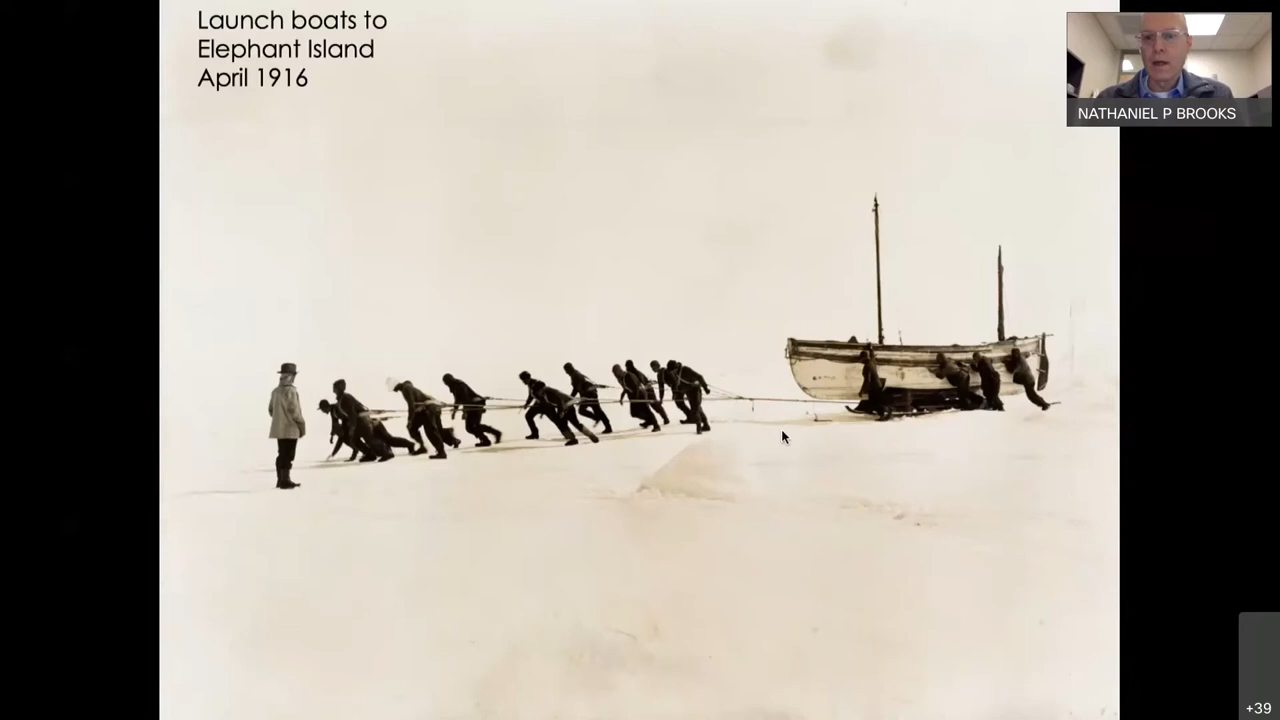 Launch boats to
Elephant Island
April 1916
NATHANIEL P BROOKS
+39